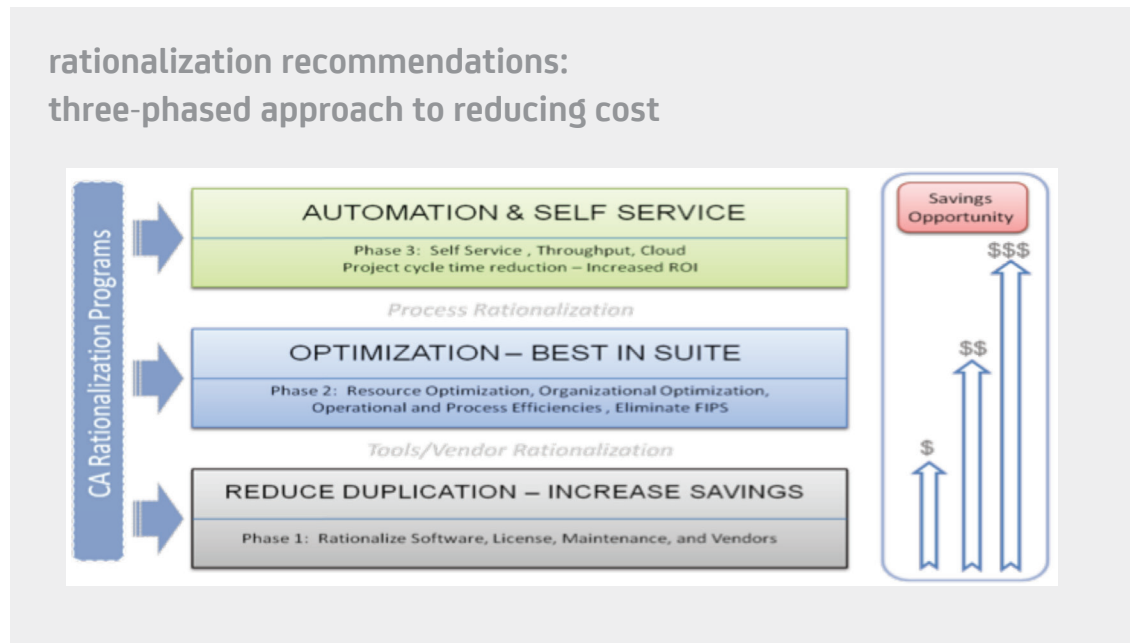 rationalization recommendations:
three-phased approach to reducing cost
CA Rationalization Programs
AUTOMATION & SELF SERVICE
Phase 3: Self Service , Throughput, Cloud
Project cycle time reduction – Increased ROI
Process Rationalization
OPTIMIZATION – BEST IN SUITE
Phase 2: Resource Optimization, Organizational Optimization,
Operational and Process Efficiencies , Eliminate FIPS
Tools/Vendor Rationalization
REDUCE DUPLICATION – INCREASE SAVINGS
Phase 1: Rationalize Software, License, Maintenance, and Vendors
Savings
Opportunity
$$$
$$
$